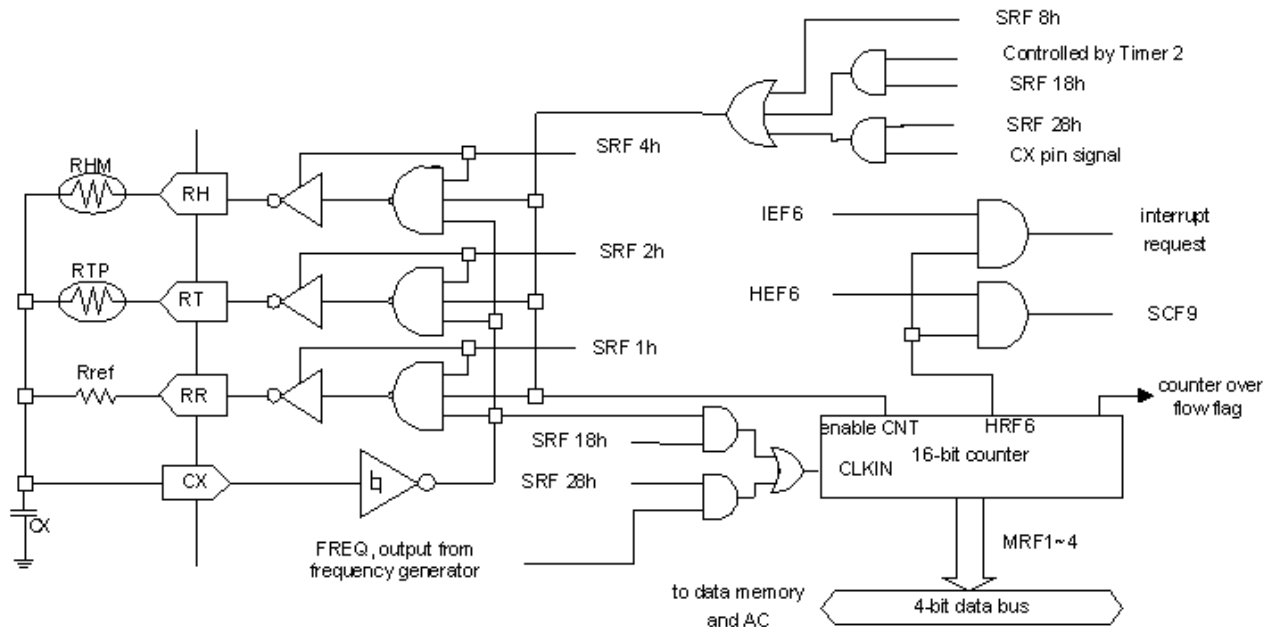 SRF 8h
Controlled by Timer 2
SRF 18h
SRF 28h
CX pin signal
SRF 4h
RHM
RH
IEF6
interrupt
request
SRF 2h
RTP
RT
HEF6
SCF9
SRF 1h
Rref
RR
counter over
flow flag
enable CNT
HRF6
16-bit counter
CLKIN
SRF 18h
CX
SRF 28h
CX
FREQ, output from
frequency generator
MRF1~4
to data memory
and AC
4-bit data bus